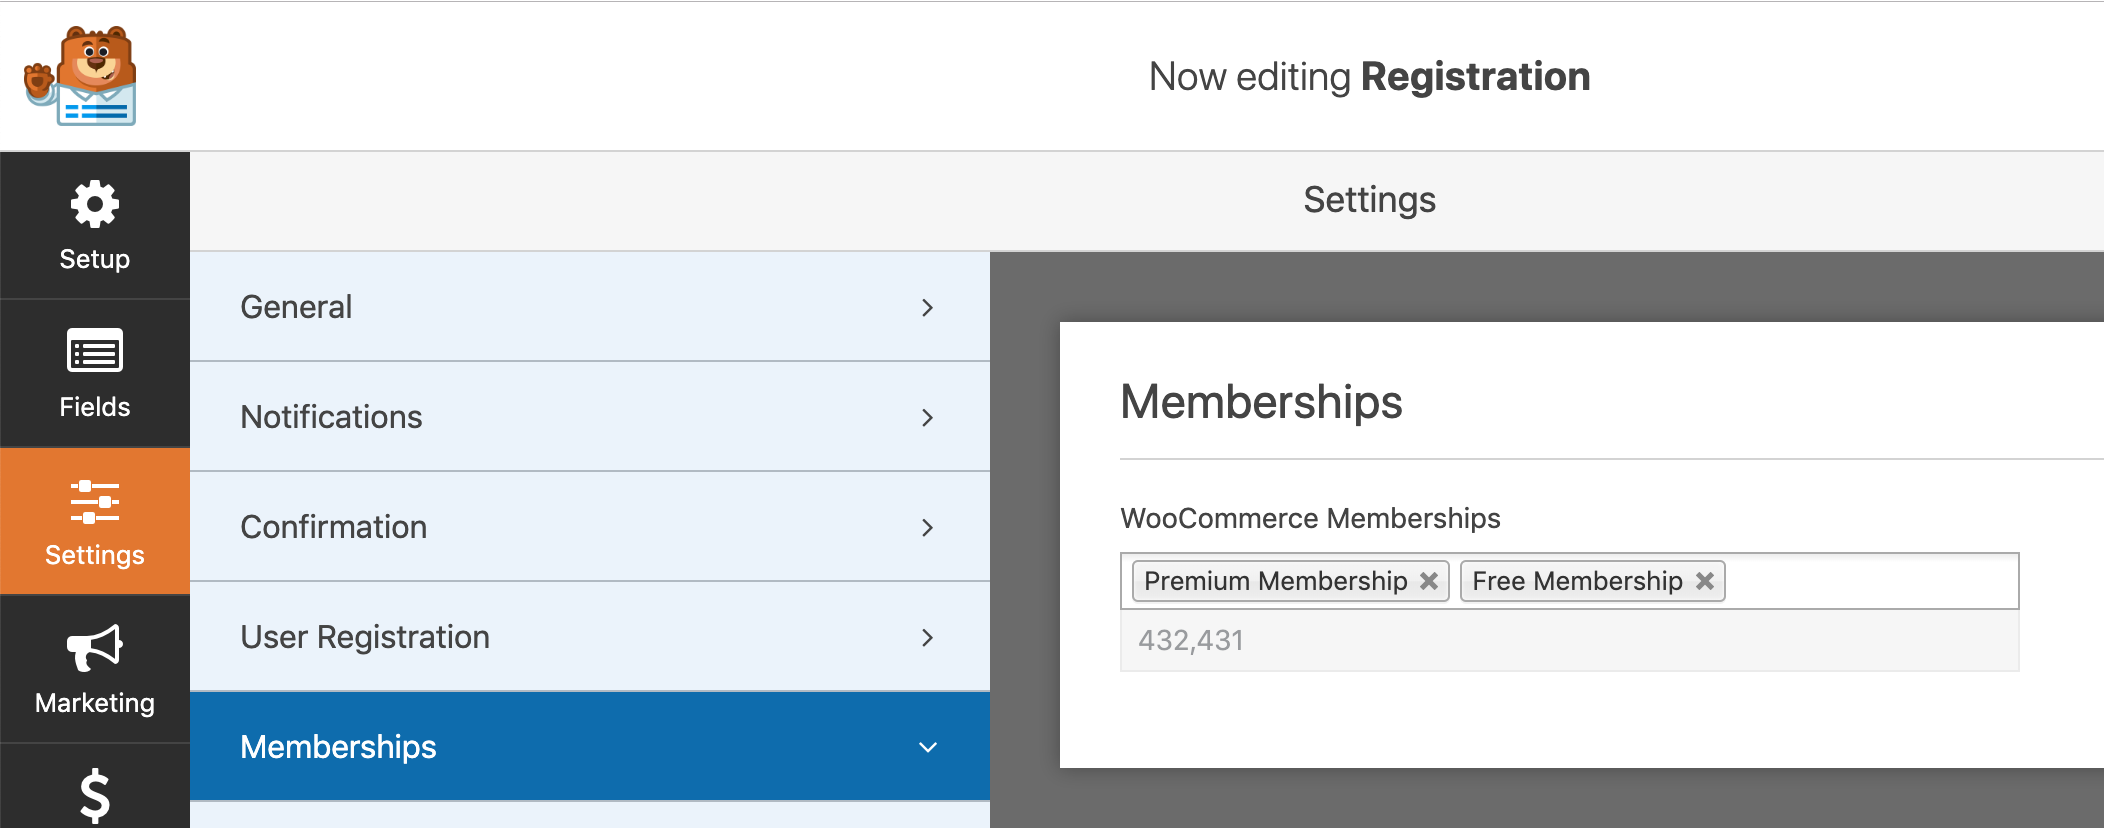 Now editing Registration
Settings
Setup
Fields
Settings
Marketing
General
Notifications
Confirmation
User Registration
Memberships
Memberships
WooCommerce Memberships
Premium Membership
Free Membership
432,431